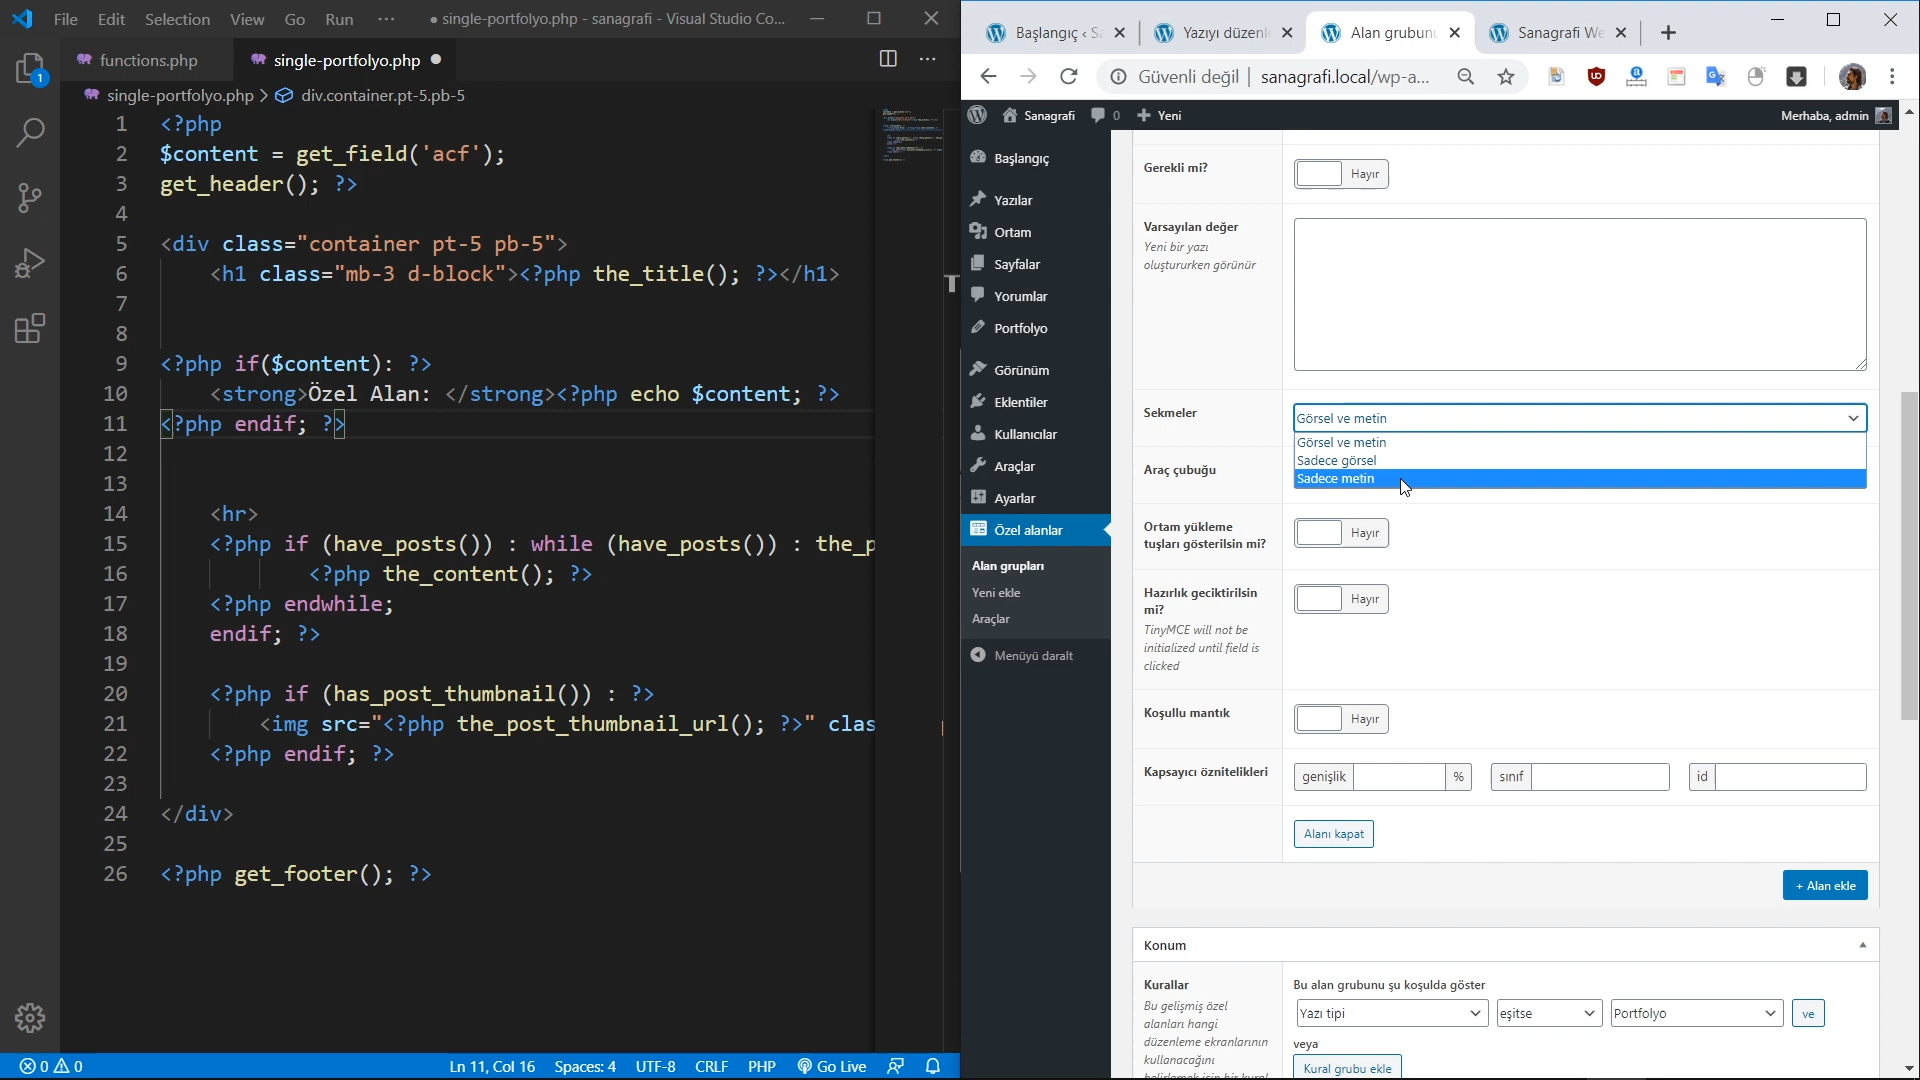 File Edit Selection View Go Run ··· ● single-portfolyo.php - sanagrafi - Visual Studio Co...
functions.php single-portfolyo.php ●
single-portfolyo.php > div.container.pt-5.pb-5
1 <?php
2 $content = get_field('acf');
3 get_header(); ?>
4
5 <div class="container pt-5 pb-5">
6 <h1 class="mb-3 d-block"><?php the_title(); ?></h1>
7
8
9 <?php if($content): ?>
10 <strong>Özel Alan: </strong><?php echo $content; ?>
11 <?php endif; ?>
12
13
14 <hr>
15 <?php if (have_posts()) : while (have_posts()) : the_p
16 <?php the_content(); ?>
17 <?php endwhile;
18 endif; ?>
19
20 <?php if (has_post_thumbnail()) : ?>
21 <img src="<?php the_post_thumbnail_url(); ?>" clas
22 <?php endif; ?>
23
24 </div>
25
26 <?php get_footer(); ?>
1
0 0 Ln 11, Col 16 Spaces: 4 UTF-8 CRLF PHP Go Live
Başlangıç ‹ Sa Yazıyı düzenle Alan grubunu Sanagrafi We
Güvenli değil | sanagrafi.local/wp-a...
Sanagrafi 0 + Yeni Merhaba, admin
Başlangıç
Yazılar
Ortam
Sayfalar
Yorumlar
Portfolyo
Görünüm
Eklentiler
Kullanıcılar
Araçlar
Ayarlar
Özel alanlar
Alan grupları
Yeni ekle
Araçlar
Menüyü daralt
Gerekli mi?
Hayır
Varsayılan değer
Yeni bir yazı
oluştururken görünür
Sekmeler
Görsel ve metin
Görsel ve metin
Sadece görsel
Sadece metin
Araç çubuğu
Ortam yükleme
tuşları gösterilsin mi?
Hayır
Hazırlık geciktirilsin
mi?
Hayır
TinyMCE will not be
initialized until field is
clicked
Koşullu mantık
Hayır
Kapsayıcı öznitelikleri
genişlik % sınıf id
Alanı kapat
+ Alan ekle
Konum
Kurallar
Bu gelişmiş özel
alanları hangi
düzenleme ekranlarının
kullanacağını
belirlemek için bir kural
Bu alan grubunu şu koşulda göster
Yazı tipi eşitse Portfolyo ve
veya
Kural grubu ekle